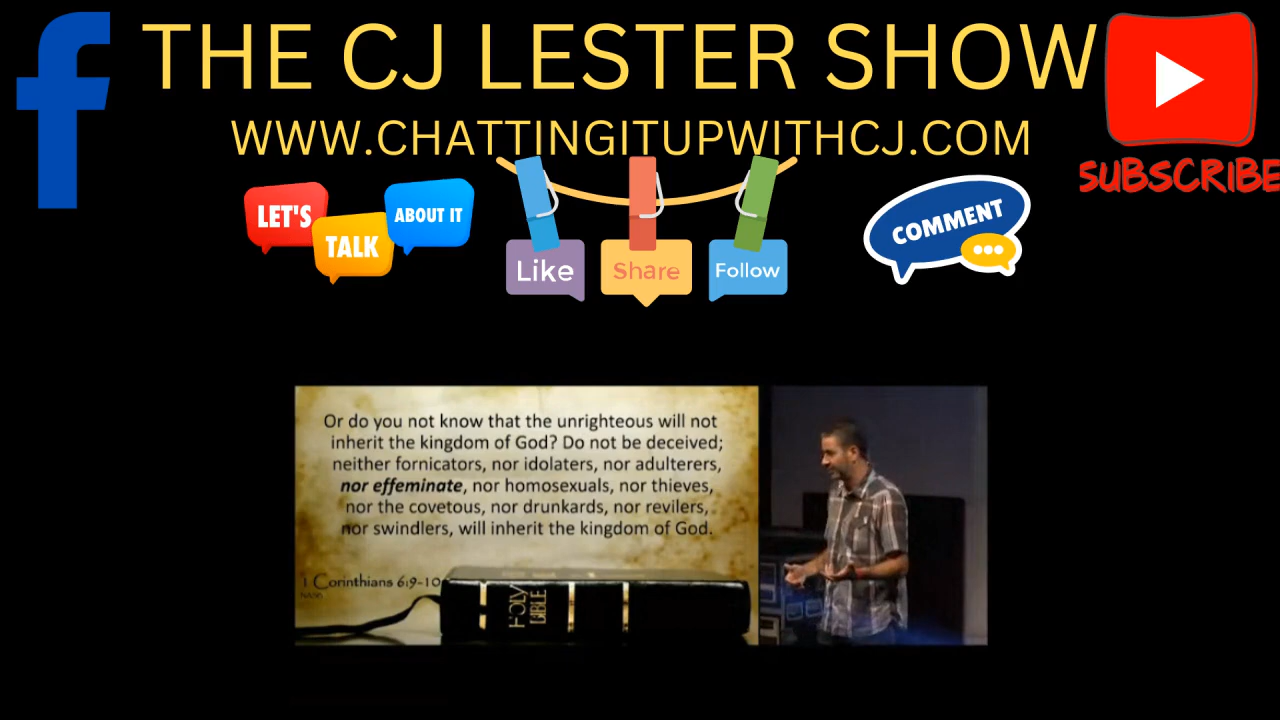 THE CJ LESTER SHOW
WWW.CHATTINGITUPWITHCJ.COM
SUBSCRIBE
LET'S
TALK
ABOUT IT
Like
Share
Follow
COMMENT
Or do you not know that the unrighteous will not
inherit the kingdom of God? Do not be deceived;
neither fornicators, nor idolaters, nor adulterers,
nor effeminate, nor homosexuals, nor thieves,
nor the covetous, nor drunkards, nor revilers,
nor swindlers, will inherit the kingdom of God.
1 Corinthians 6:9-10
HOLY
BIBLE